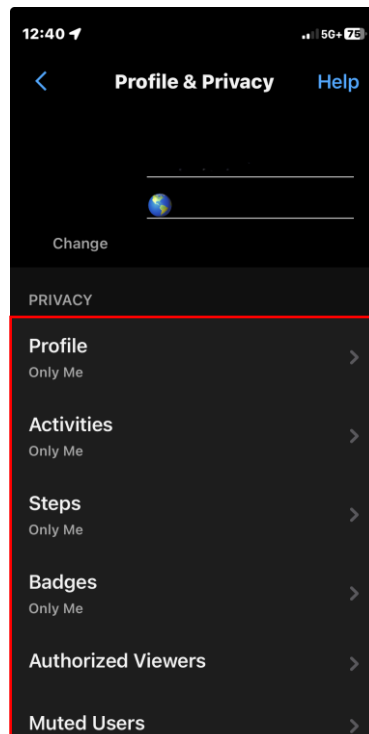 12:40
5G+ 75
Profile & Privacy
Help
Change
PRIVACY
Profile
Only Me
Activities
Only Me
Steps
Only Me
Badges
Only Me
Authorized Viewers
Muted Users